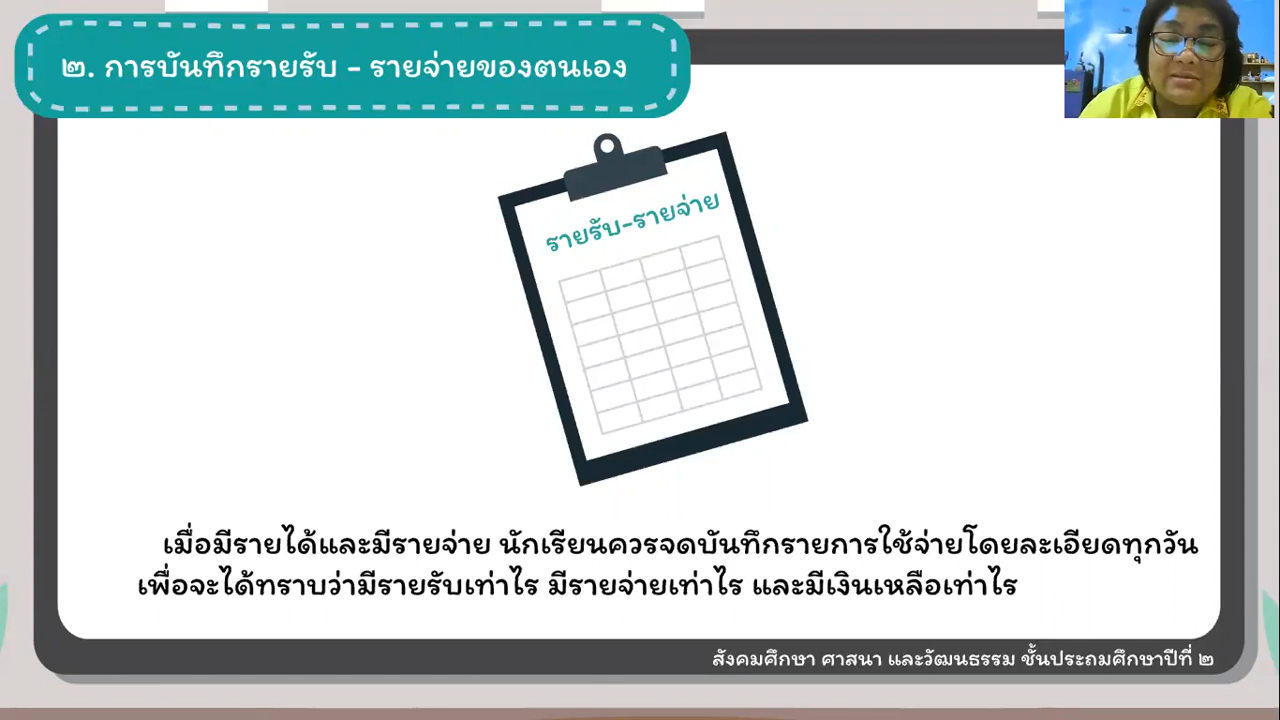 ๒. การบันทึกรายรับ - รายจ่ายของตนเอง
รายรับ-รายจ่าย
เมื่อมีรายได้และมีรายจ่าย นักเรียนควรจดบันทึกรายการใช้จ่ายโดยละเอียดทุกวัน
เพื่อจะได้ทราบว่ามีรายรับเท่าไร มีรายจ่ายเท่าไร และมีเงินเหลือเท่าไร
สังคมศึกษา ศาสนา และวัฒนธรรม ชั้นประถมศึกษาปีที่ ๒